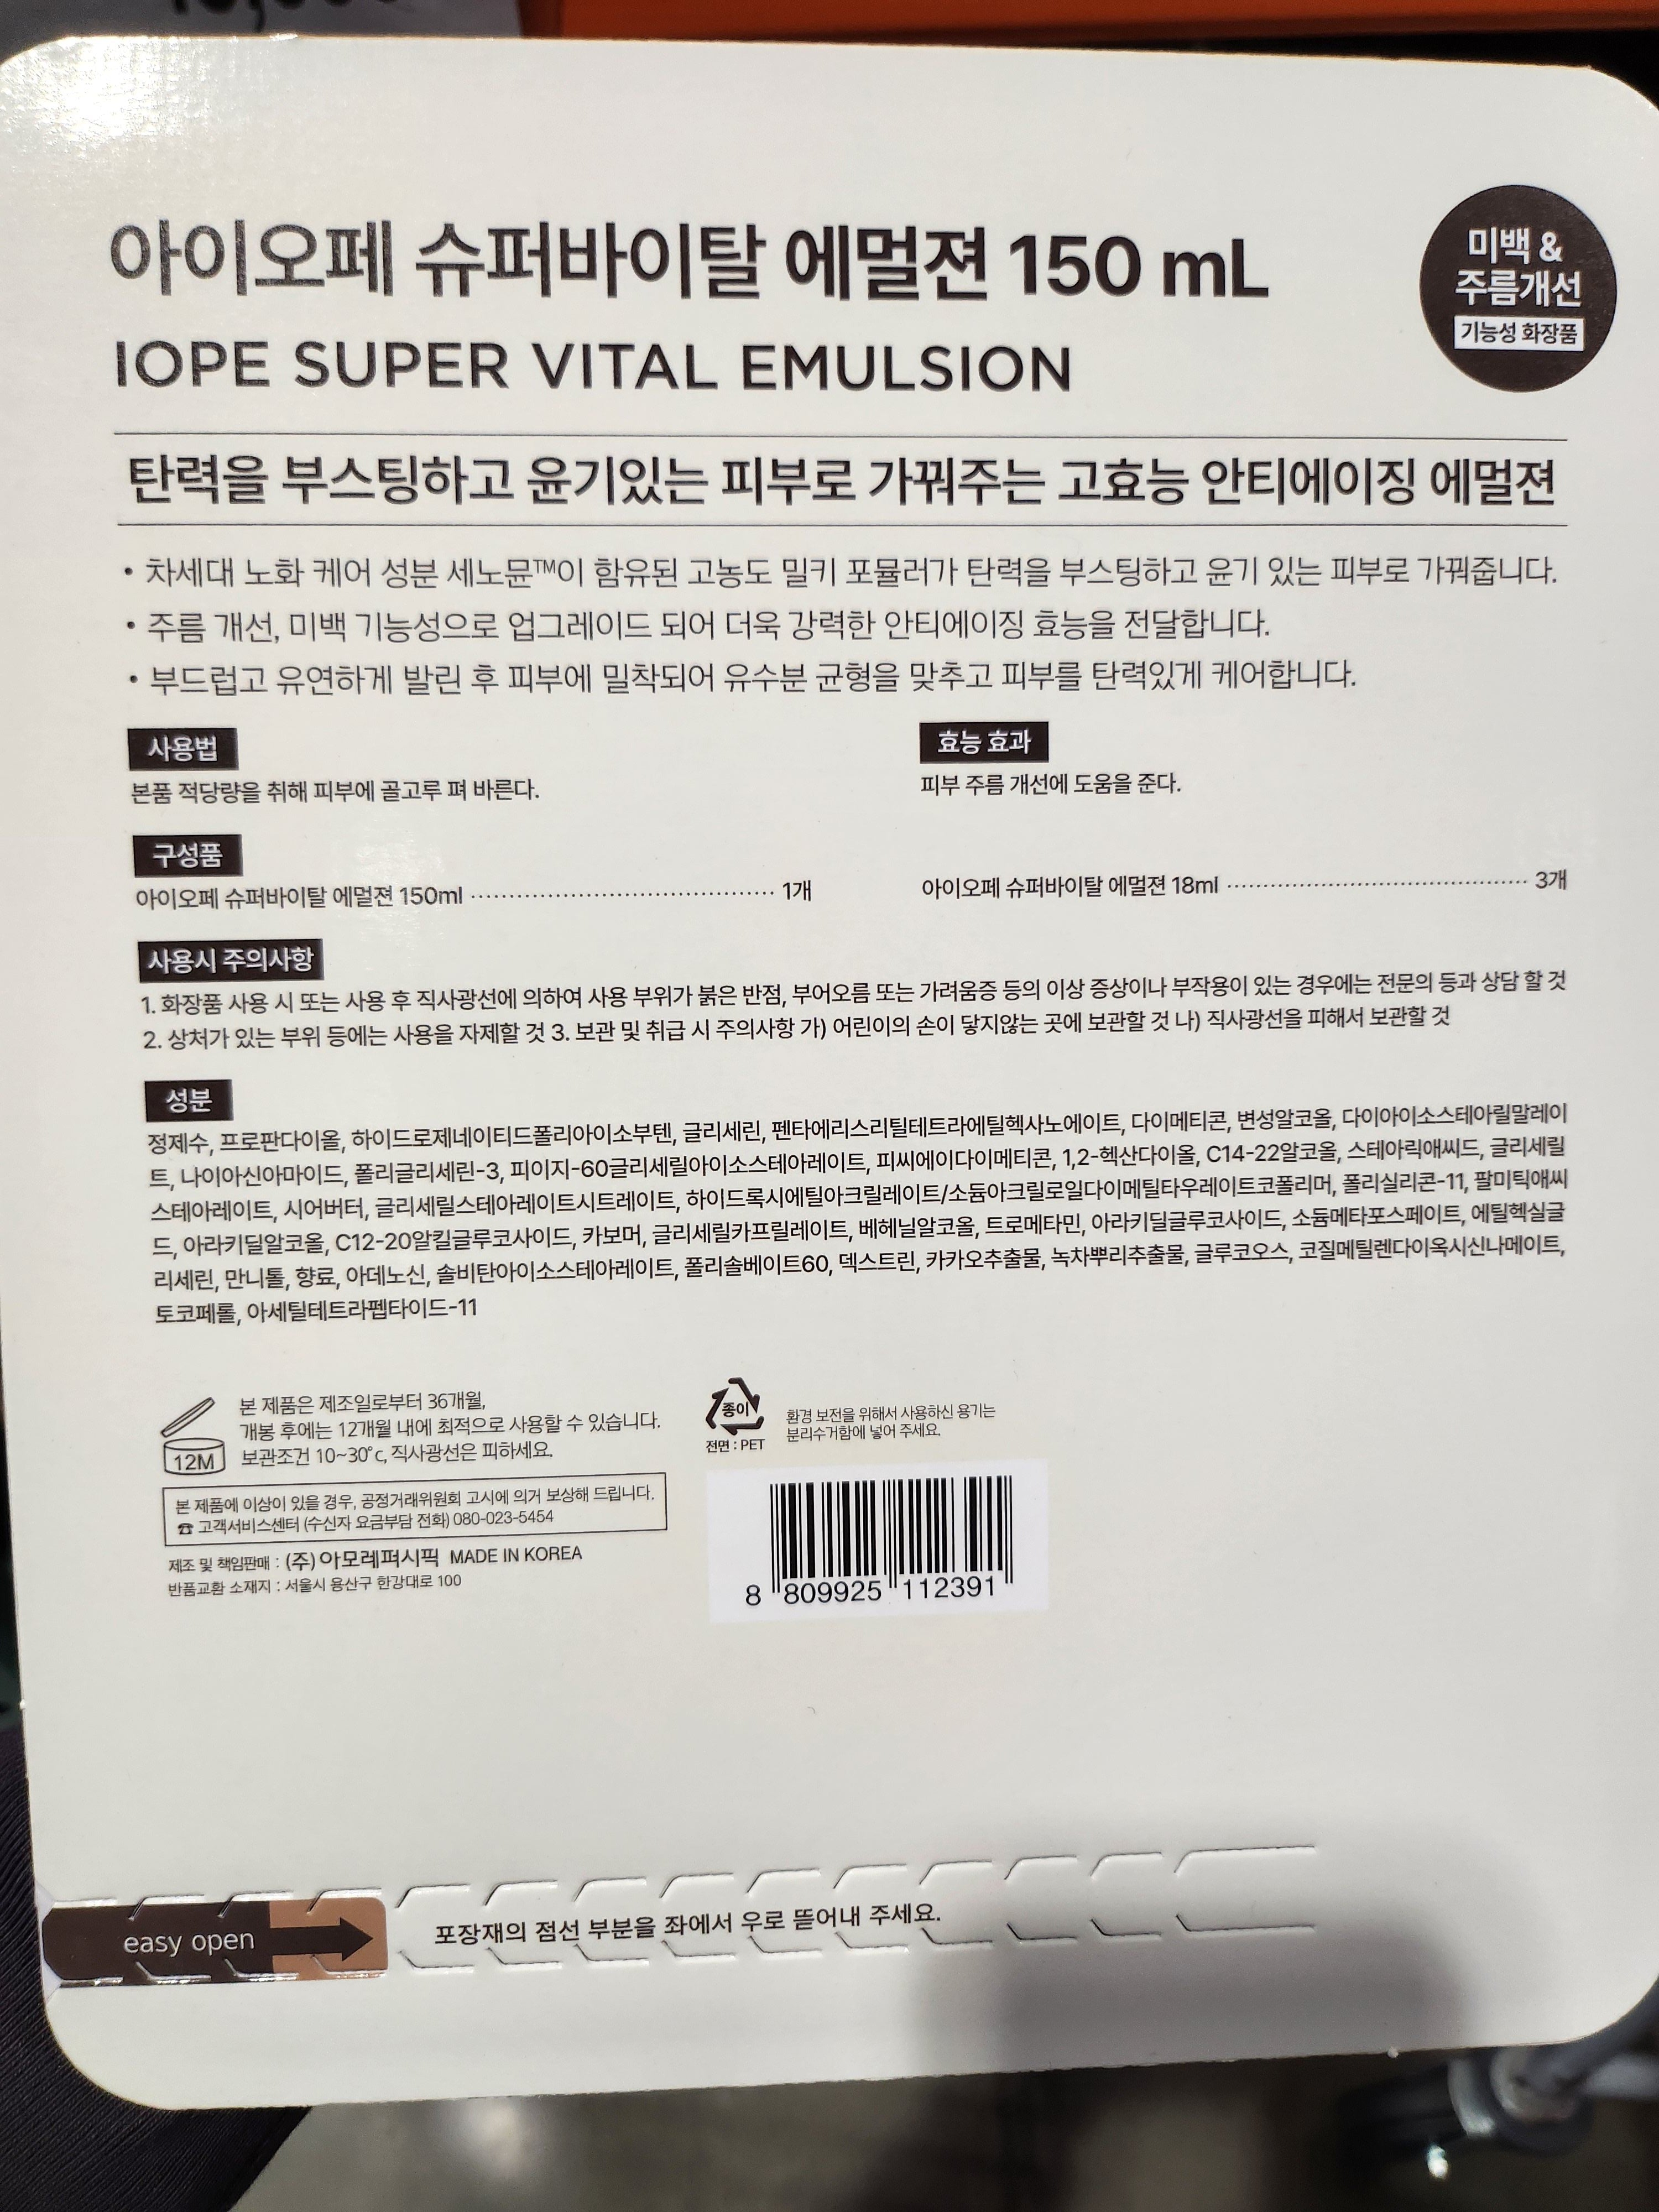 아이오페 슈퍼바이탈 에멀젼 150 mL
IOPE SUPER VITAL EMULSION
미백 &
주름개선
기능성 화장품
탄력을 부스팅하고 윤기있는 피부로 가꿔주는 고효능 안티에이징 에멀젼
• 차세대 노화 케어 성분 세노뮨™이 함유된 고농도 밀키 포뮬러가 탄력을 부스팅하고 윤기 있는 피부로 가꿔줍니다.
• 주름 개선, 미백 기능성으로 업그레이드 되어 더욱 강력한 안티에이징 효능을 전달합니다.
• 부드럽고 유연하게 발린 후 피부에 밀착되어 유수분 균형을 맞추고 피부를 탄력있게 케어합니다.
사용법
본품 적당량을 취해 피부에 골고루 펴 바른다.
효능 효과
피부 주름 개선에 도움을 준다.
구성품
아이오페 슈퍼바이탈 에멀젼 150ml ........................................ 1개
아이오페 슈퍼바이탈 에멀젼 18ml ........................................ 3개
사용시 주의사항
1. 화장품 사용 시 또는 사용 후 직사광선에 의하여 사용 부위가 붉은 반점, 부어오름 또는 가려움증 등의 이상 증상이나 부작용이 있는 경우에는 전문의 등과 상담 할 것
2. 상처가 있는 부위 등에는 사용을 자제할 것 3. 보관 및 취급 시 주의사항 가) 어린이의 손이 닿지않는 곳에 보관할 것 나) 직사광선을 피해서 보관할 것
성분
정제수, 프로판다이올, 하이드로제네이티드폴리아이소부텐, 글리세린, 펜타에리스리틸테트라에틸헥사노에이트, 다이메티콘, 변성알코올, 다이아이소스테아릴말레이
트, 나이아신아마이드, 폴리글리세린-3, 피이지-60글리세릴아이소스테아레이트, 피씨에이다이메티콘, 1,2-헥산다이올, C14-22알코올, 스테아릭애씨드, 글리세릴
스테아레이트, 시어버터, 글리세릴스테아레이트시트레이트, 하이드록시에틸아크릴레이트/소듐아크릴로일다이메틸타우레이트코폴리머, 폴리실리콘-11, 팔미틱애씨
드, 아라키딜알코올, C12-20알킬글루코사이드, 카보머, 글리세릴카프릴레이트, 베헤닐알코올, 트로메타민, 아라키딜글루코사이드, 소듐메타포스페이트, 에틸헥실글
리세린, 만니톨, 향료, 아데노신, 솔비탄아이소스테아레이트, 폴리솔베이트60, 덱스트린, 카카오추출물, 녹차뿌리추출물, 글루코오스, 코질메틸렌다이옥시신나메이트,
토코페롤, 아세틸테트라펩타이드-11
12M
본 제품은 제조일로부터 36개월,
개봉 후에는 12개월 내에 최적으로 사용할 수 있습니다.
보관조건 10~30℃, 직사광선은 피하세요.
종이
전면 : PET
환경 보전을 위해서 사용하신 용기는
분리수거함에 넣어 주세요.
본 제품에 이상이 있을 경우, 공정거래위원회 고시에 의거 보상해 드립니다.
☎ 고객서비스센터 (수신자 요금부담 전화) 080-023-5454
제조 및 책임판매 : (주)아모레퍼시픽 MADE IN KOREA
반품교환 소재지 : 서울시 용산구 한강대로 100
8 809925 112391
easy open
포장재의 점선 부분을 좌에서 우로 뜯어내 주세요.